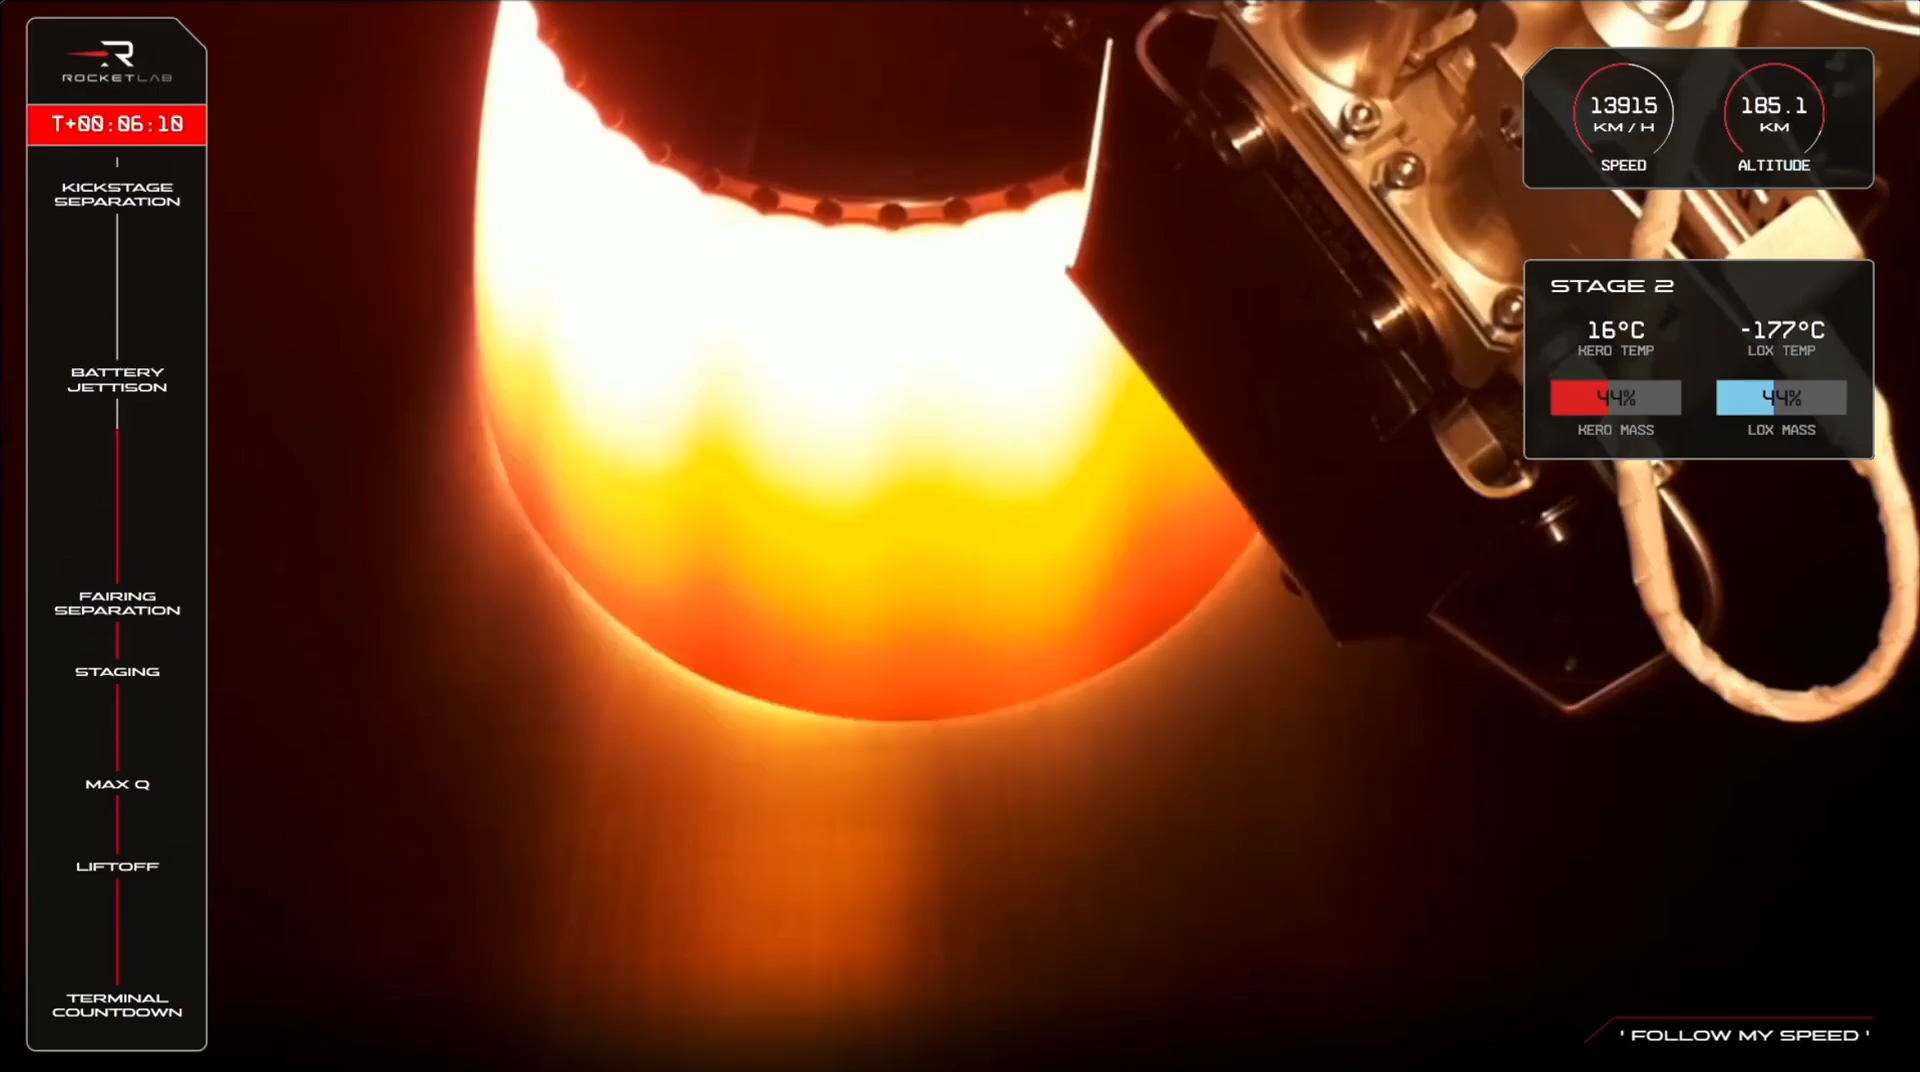 ROCKETLAB
T+00:06:10
KICKSTAGE
SEPARATION
BATTERY
JETTISON
FAIRING
SEPARATION
STAGING
MAX Q
LIFTOFF
TERMINAL
COUNTDOWN
13915
KM/H
SPEED
185.1
KM
ALTITUDE
STAGE 2
16°C
KERO TEMP
-177°C
LOX TEMP
44%
KERO MASS
44%
LOX MASS
' FOLLOW MY SPEED '